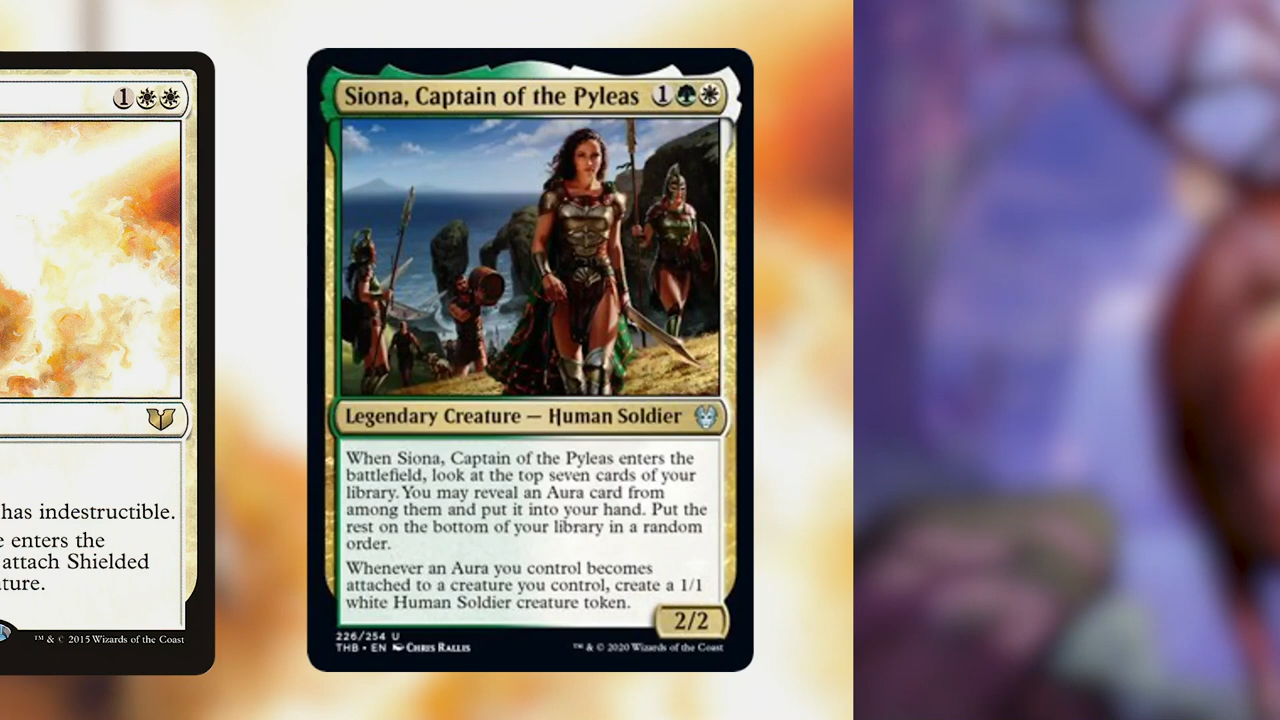 1
has indestructible.
e enters the
attach Shielded
ture.
™ & © 2015 Wizards of the Coast
Siona, Captain of the Pyleas 1
Legendary Creature — Human Soldier
When Siona, Captain of the Pyleas enters the
battlefield, look at the top seven cards of your
library. You may reveal an Aura card from
among them and put it into your hand. Put the
rest on the bottom of your library in a random
order.
Whenever an Aura you control becomes
attached to a creature you control, create a 1/1
white Human Soldier creature token.
2/2
226/254 U
THB • EN Chris Rallis
™ & © 2020 Wizards of the Coast